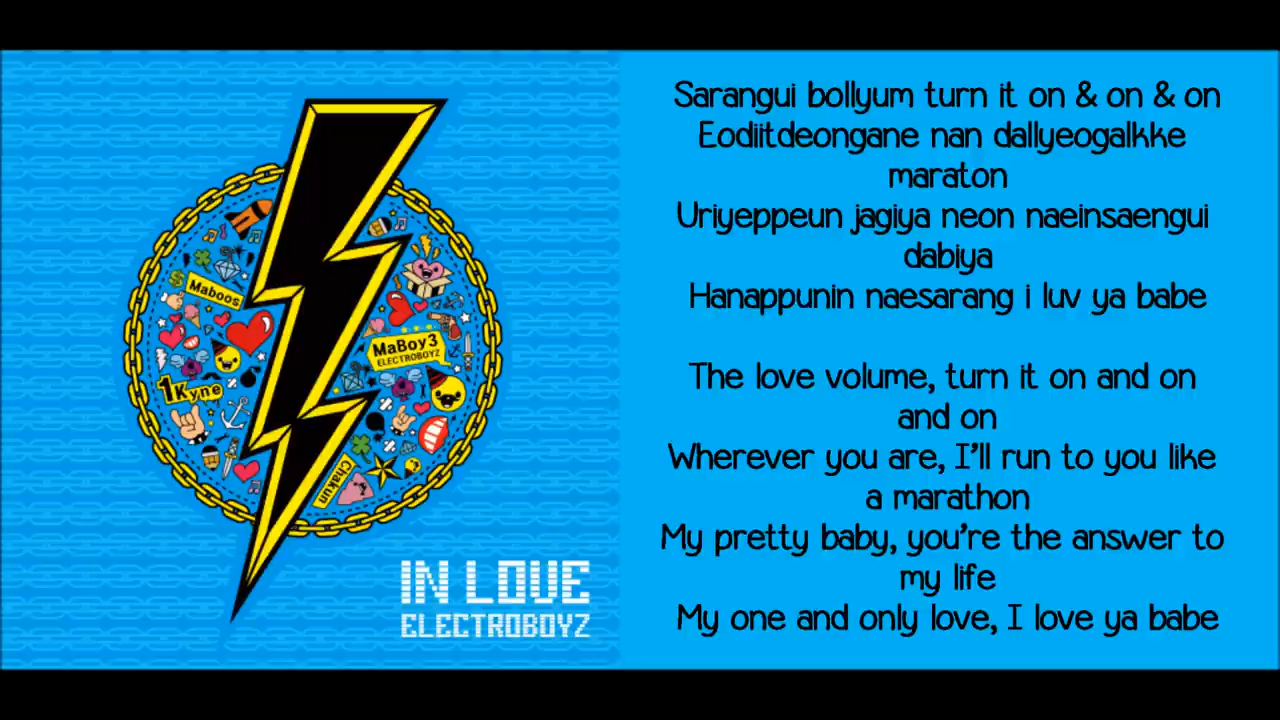 Maboos
MaBoy3
ELECTROBOYZ
1Kyne
Chakun
IN LOVE
ELECTROBOYZ
Sarangui bollyum turn it on & on & on
Eodiitdeongane nan dallyeogalkke
maraton
Uriyeppeun jagiya neon naeinsaengui
dabiya
Hanappunin naesarang i luv ya babe
The love volume, turn it on and on
and on
Wherever you are, I'll run to you like
a marathon
My pretty baby, you're the answer to
my life
My one and only love, I love ya babe